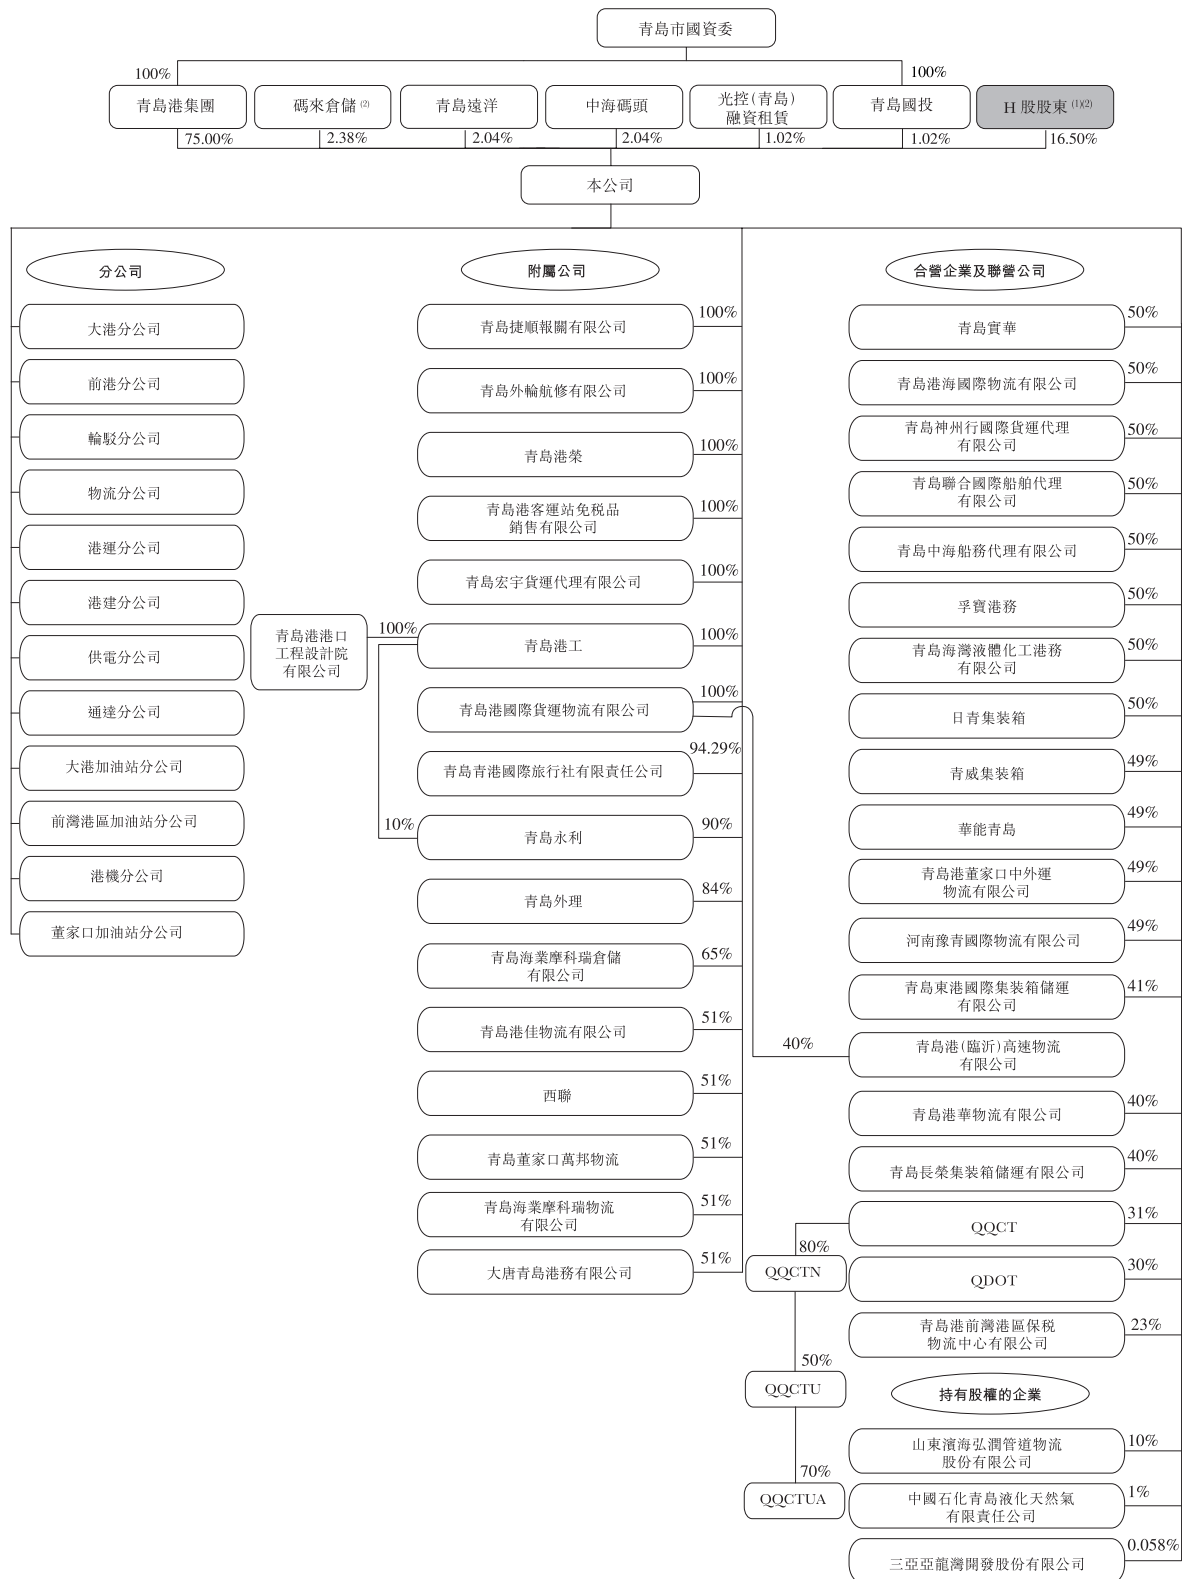 青島市國資委
100%
100%
青島港集團
碼來倉儲 (2)
青島遠洋
中海碼頭
光控(青島)
融資租賃
青島國投
H 股股東 (1)(2)
75.00%
2.38%
2.04%
2.04%
1.02%
1.02%
16.50%
本公司
分公司
大港分公司
前港分公司
輪駁分公司
物流分公司
港運分公司
港建分公司
供電分公司
通達分公司
大港加油站分公司
前灣港區加油站分公司
港機分公司
董家口加油站分公司
青島港港口
工程設計院
有限公司
100%
10%
附屬公司
青島捷順報關有限公司
100%
青島外輪航修有限公司
100%
青島港榮
100%
青島港客運站免稅品
銷售有限公司
100%
青島宏宇貨運代理有限公司
100%
青島港工
100%
青島港國際貨運物流有限公司
100%
青島青港國際旅行社有限責任公司
94.29%
青島永利
90%
青島外理
84%
青島海業摩科瑞倉儲
有限公司
65%
青島港佳物流有限公司
51%
西聯
51%
青島董家口萬邦物流
51%
青島海業摩科瑞物流
有限公司
51%
大唐青島港務有限公司
51%
合營企業及聯營公司
青島實華
50%
青島港海國際物流有限公司
50%
青島神州行國際貨運代理
有限公司
50%
青島聯合國際船舶代理
有限公司
50%
青島中海船務代理有限公司
50%
孚寶港務
50%
青島海灣液體化工港務
有限公司
50%
日青集裝箱
50%
青威集裝箱
49%
華能青島
49%
青島港董家口中外運
物流有限公司
49%
河南豫青國際物流有限公司
49%
青島東港國際集裝箱儲運
有限公司
41%
40%
青島港(臨沂)高速物流
有限公司
青島港華物流有限公司
40%
青島長榮集裝箱儲運有限公司
40%
QQCT
31%
80%
QQCTN
QDOT
30%
青島港前灣港區保稅
物流中心有限公司
23%
50%
QQCTU
70%
QQCTUA
持有股權的企業
山東濱海弘潤管道物流
股份有限公司
10%
中國石化青島液化天然氣
有限責任公司
1%
三亞亞龍灣開發股份有限公司
0.058%